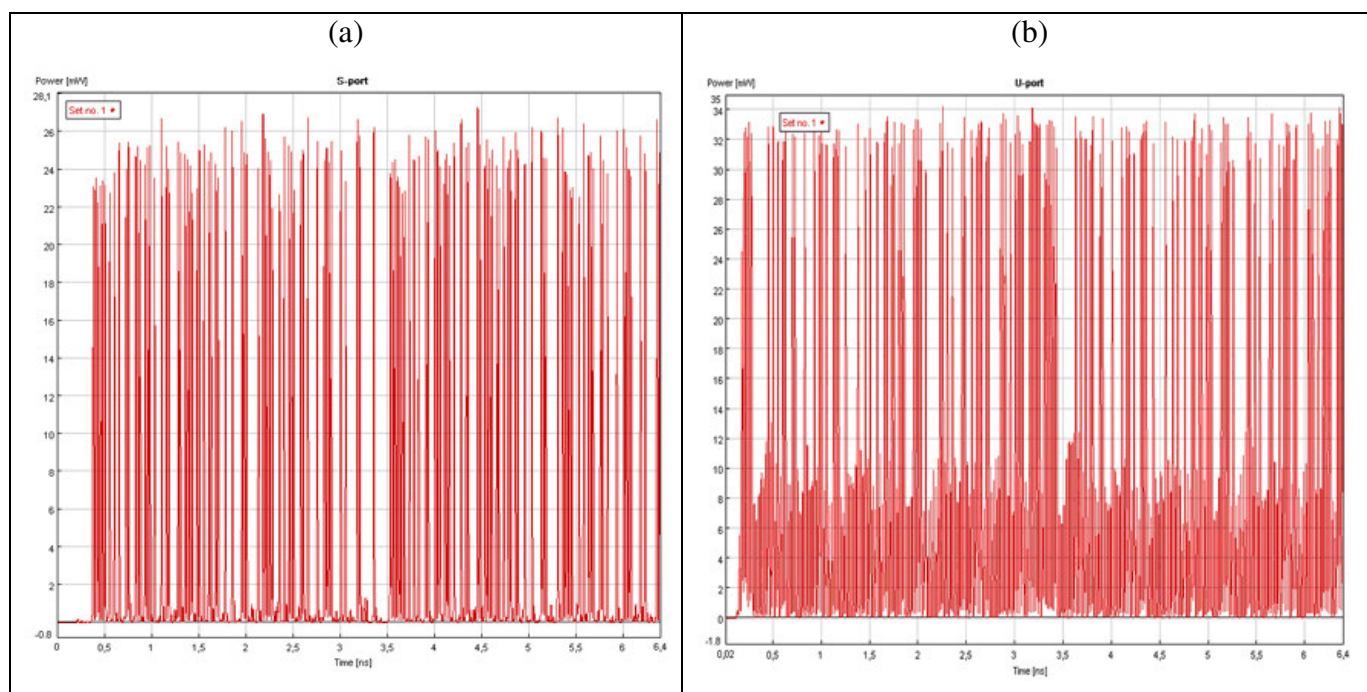 (a)
S-port
Power [mW]
28,1
Set no. 1
26
24
22
20
18
16
14
12
10
8
6
4
2
-0.8
0 0,5 1 1,5 2 2,5 3 3,5 4 4,5 5 5,5 6 6,4
Time [ns]
(b)
U-port
Power [mW]
35
34
Set no. 1
32
30
28
26
24
22
20
18
16
14
12
10
8
6
4
2
0
-1.8
0,02 0,5 1 1,5 2 2,5 3 3,5 4 4,5 5 5,5 6 6,4
Time [ns]